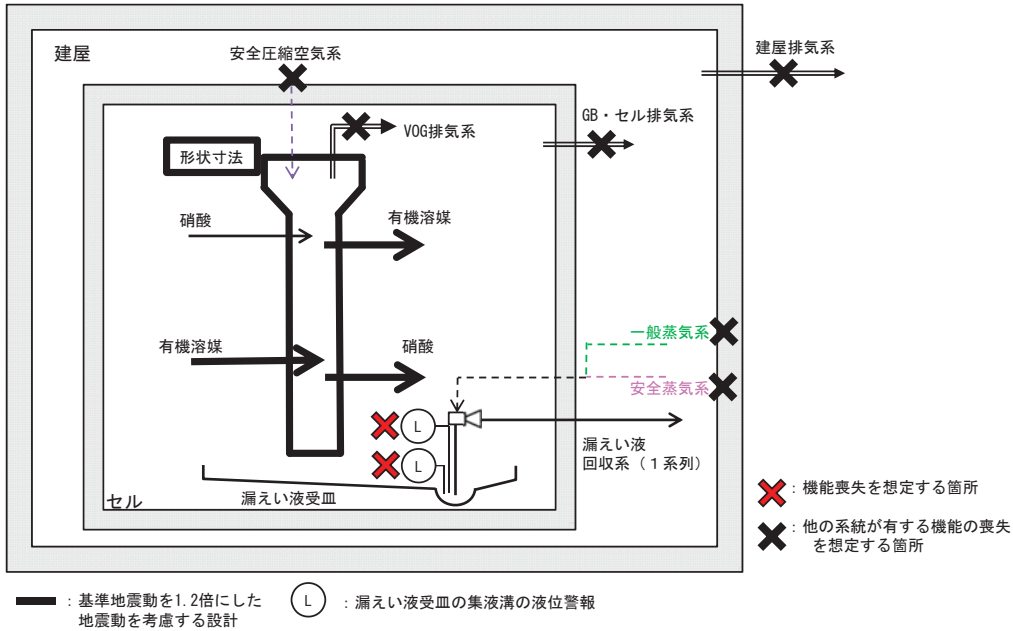 建屋
安全圧縮空気系
建屋排気系
VOG排気系
GB・セル排気系
形状寸法
硝酸
有機溶媒
有機溶媒
硝酸
一般蒸気系
安全蒸気系
L
L
漏えい液
回収系（１系列）
漏えい液受皿
セル
：機能喪失を想定する箇所
：他の系統が有する機能の喪失
を想定する箇所
：基準地震動を1.2倍にした
地震動を考慮する設計
L
：漏えい液受皿の集液溝の液位警報